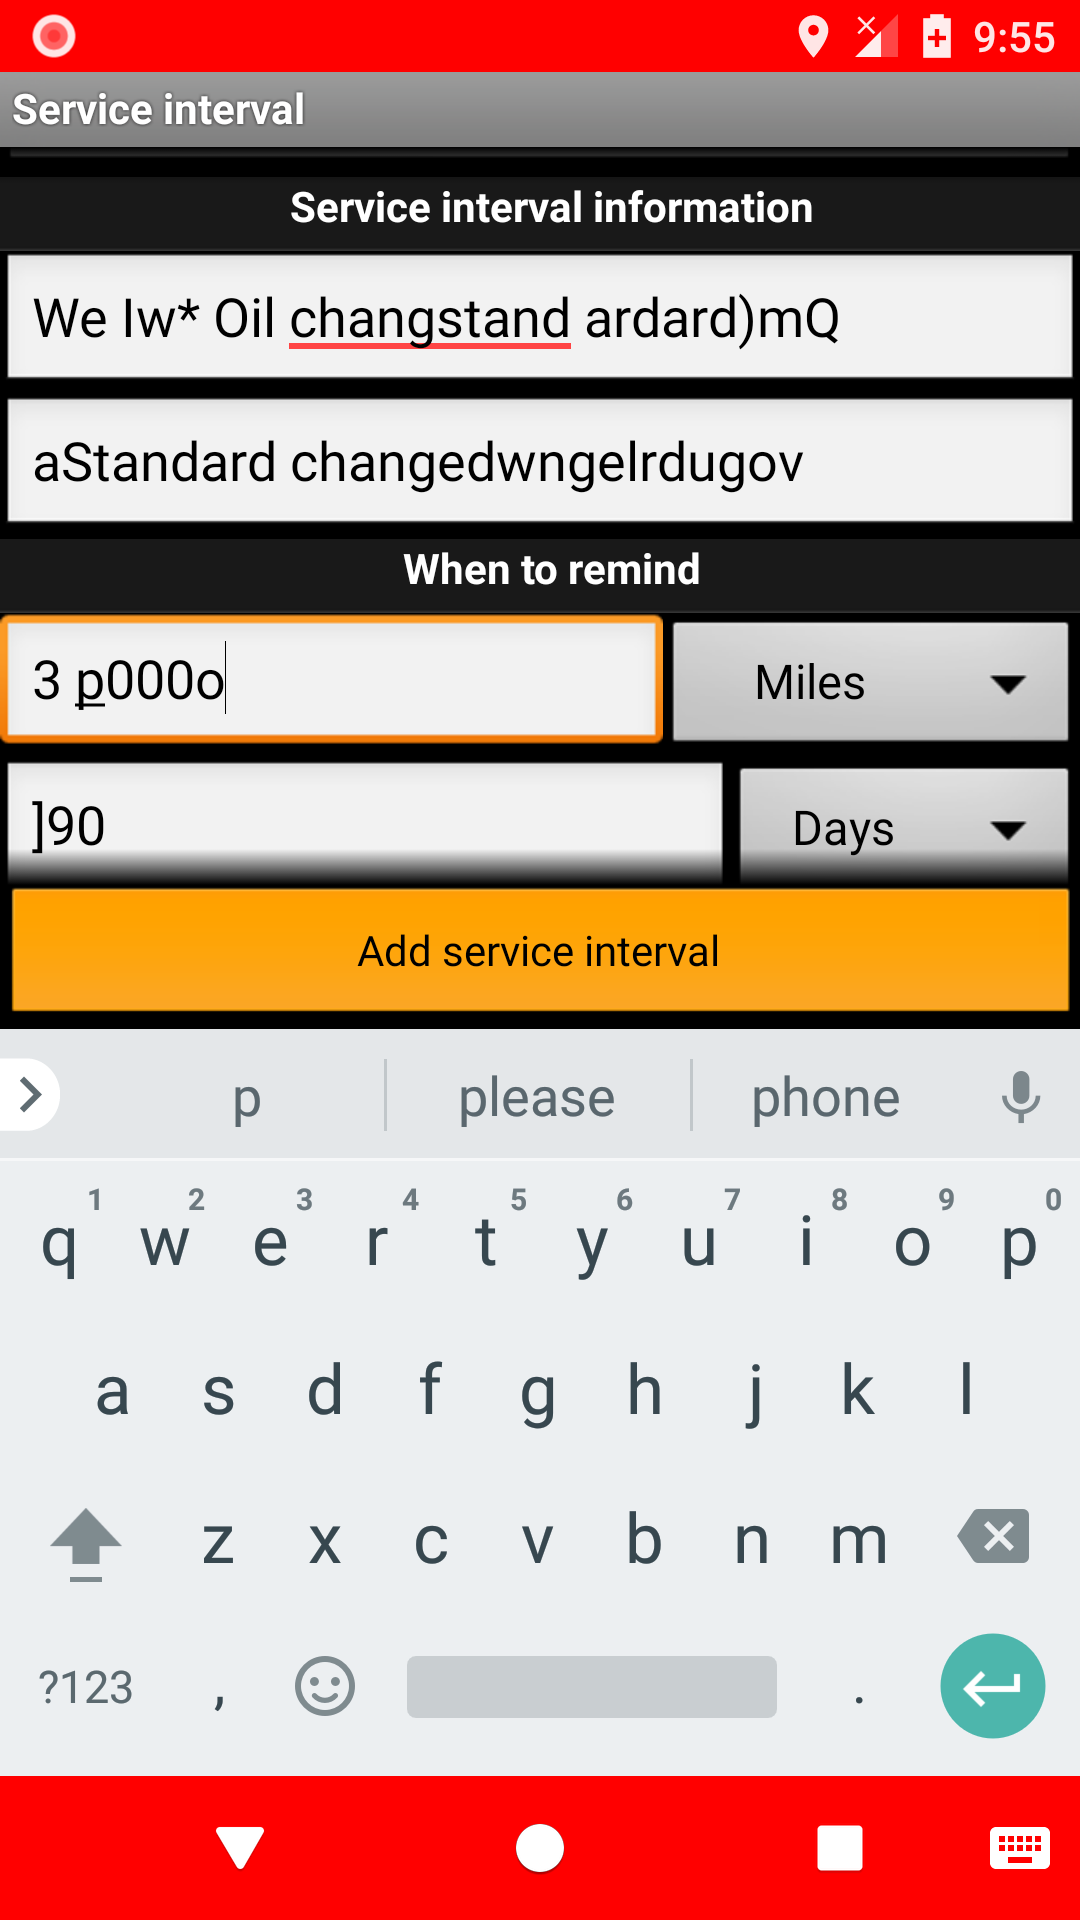 9:55
Service interval
Service interval information
We Iw* Oil changstand ardard)mQ
aStandard changedwngelrdugov
When to remind
3 p000o
Miles
]90
Days
Add service interval
p please phone
1 2 3 4 5 6 7 8 9 0
q w e r t y u i o p
a s d f g h j k l
z x c v b n m
?123 , .